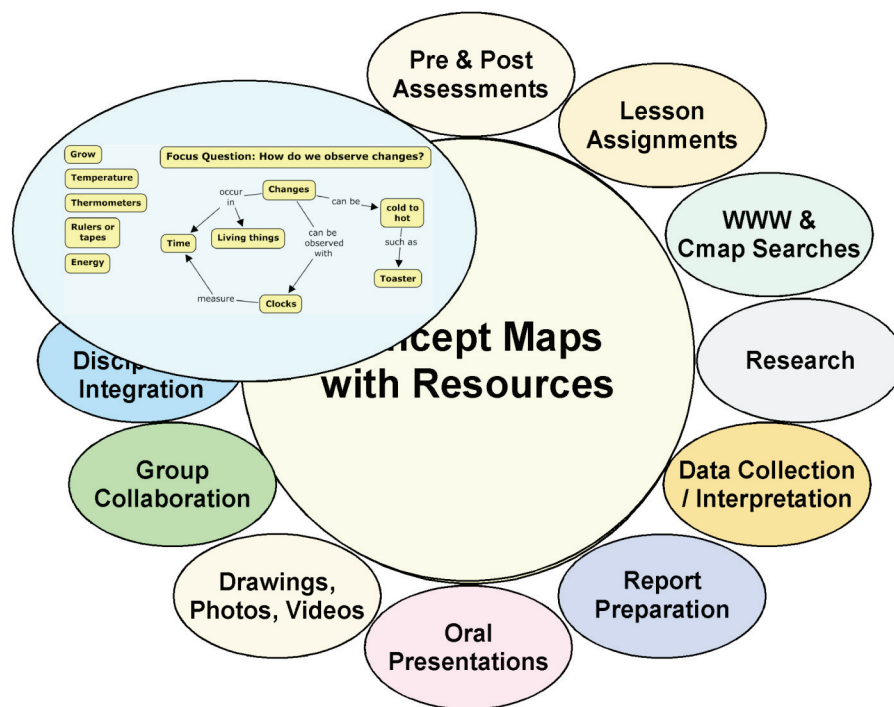 Pre & Post
Assessments
Lesson
Assignments
WWW &
Cmap Searches
Research
Data Collection
/ Interpretation
Report
Preparation
Oral
Presentations
Drawings,
Photos, Videos
Group
Collaboration
Integration
Maps
with Resources
Focus Question: How do we observe changes?
Grow
Temperature
Thermometers
Rulers or
tapes
Energy
Changes
occur
in
can be
cold to
hot
such as
Toaster
can be
observed
with
Living things
Time
measure
Clocks